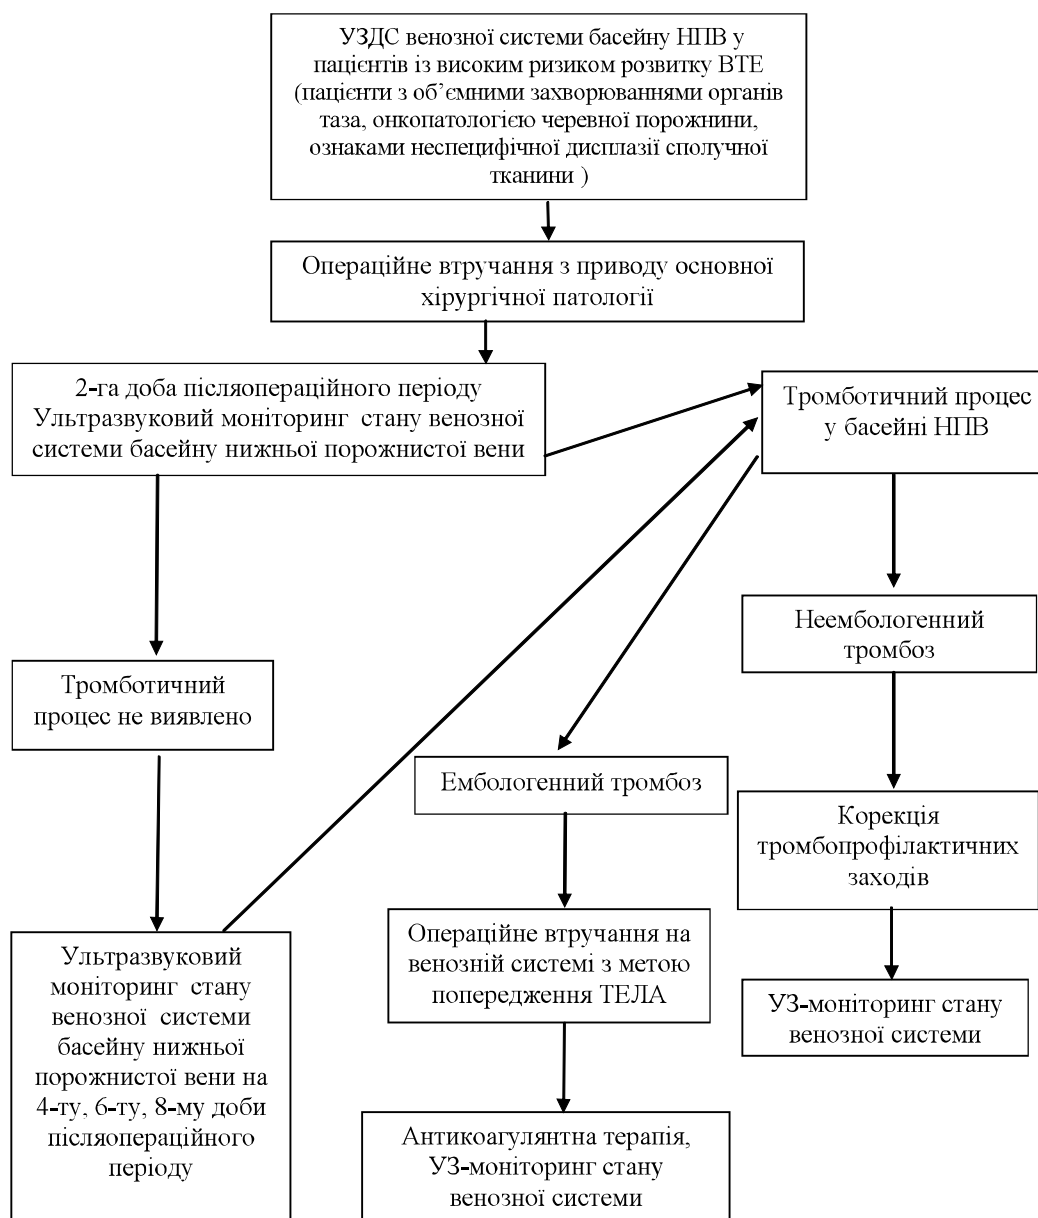 УЗДС венозної системи басейну НПВ у
пацієнтів із високим ризиком розвитку ВТЕ
(пацієнти з об’ємними захворюваннями органів
таза, онкопатологією черевної порожнини,
ознаками неспецифічної дисплазії сполучної
тканини )
Операційне втручання з приводу основної
хірургічної патології
2-га доба післяопераційного періоду
Ультразвуковий моніторинг стану венозної
системи басейну нижньої порожнистої вени
Тромботичний процес
у басейні НПВ
Неембологенний
тромбоз
Тромботичний
процес не виявлено
Ембологенний тромбоз
Корекція
тромбопрофілактичних
заходів
Ультразвуковий
моніторинг стану
венозної системи
басейну нижньої
порожнистої вени на
4-ту, 6-ту, 8-му доби
післяопераційного
періоду
Операційне втручання на
венозній системі з метою
попередження ТЕЛА
УЗ-моніторинг стану
венозної системи
Антикоагулянтна терапія,
УЗ-моніторинг стану
венозної системи